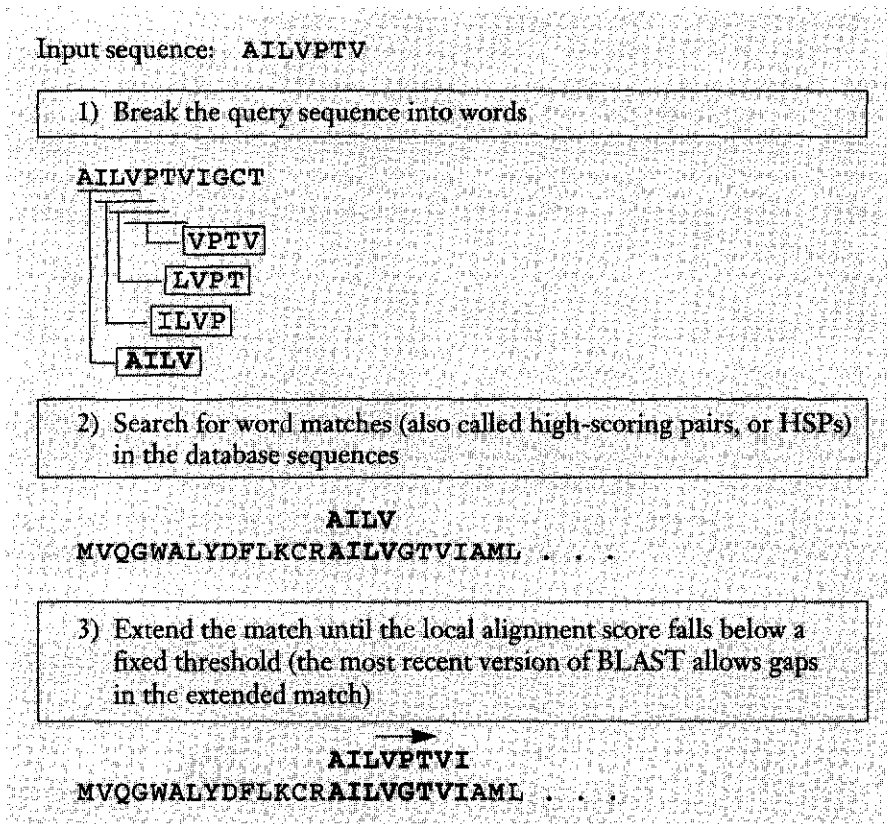 Input sequence: AILVPTV
1) Break the query sequence into words
AILVPTVIGCT
VPTV
LVPT
ILVP
AILV
2) Search for word matches (also called high-scoring pairs, or HSPs)
in the database sequences
AILV
MVQGWALYDFLKCRAILVGTVIAML . . .
3) Extend the match until the local alignment score falls below a
fixed threshold (the most recent version of BLAST allows gaps
in the extended match)
AILVPTVI
MVQGWALYDFLKCRAILVGTVIAML . . .